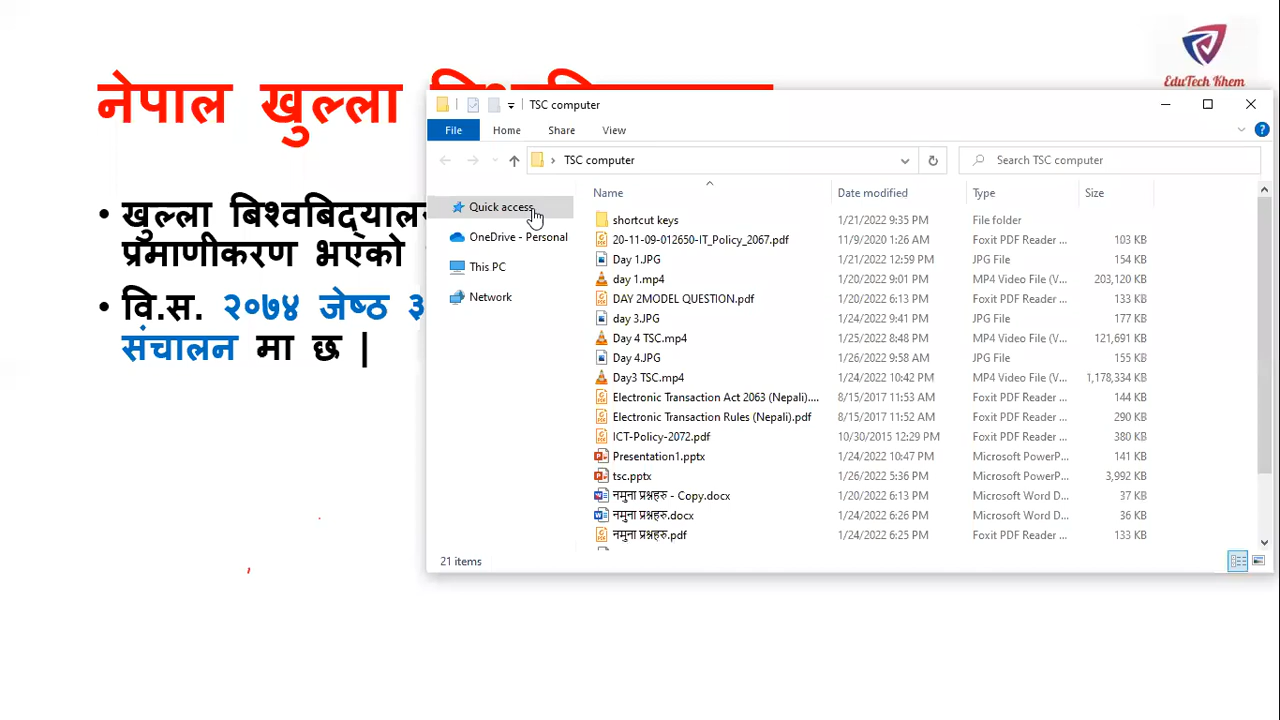 EduTech Khem
नेपाल खुल्ला
• खुल्ला बिश्वबिद्यालय
प्रमाणीकरण भएको
• वि.स. २०७४ जेष्ठ ३
संचालन मा छ |
TSC computer
File Home Share View
TSC computer
Search TSC computer
Quick access
OneDrive - Personal
This PC
Network
Name Date modified Type Size
shortcut keys 1/21/2022 9:35 PM File folder
20-11-09-012650-IT_Policy_2067.pdf 11/9/2020 1:26 AM Foxit PDF Reader ... 103 KB
Day 1.JPG 1/21/2022 12:59 PM JPG File 154 KB
day 1.mp4 1/20/2022 9:01 PM MP4 Video File (V... 203,120 KB
DAY 2MODEL QUESTION.pdf 1/20/2022 6:13 PM Foxit PDF Reader ... 133 KB
day 3.JPG 1/24/2022 9:41 PM JPG File 177 KB
Day 4 TSC.mp4 1/25/2022 8:48 PM MP4 Video File (V... 121,691 KB
Day 4.JPG 1/26/2022 9:58 AM JPG File 155 KB
Day3 TSC.mp4 1/24/2022 10:42 PM MP4 Video File (V... 1,178,334 KB
Electronic Transaction Act 2063 (Nepali).... 8/15/2017 11:53 AM Foxit PDF Reader ... 144 KB
Electronic Transaction Rules (Nepali).pdf 8/15/2017 11:52 AM Foxit PDF Reader ... 290 KB
ICT-Policy-2072.pdf 10/30/2015 12:29 PM Foxit PDF Reader ... 380 KB
Presentation1.pptx 1/24/2022 10:47 PM Microsoft PowerP... 141 KB
tsc.pptx 1/26/2022 5:36 PM Microsoft PowerP... 3,992 KB
नमुना प्रश्नहरु - Copy.docx 1/20/2022 6:13 PM Microsoft Word D... 37 KB
नमुना प्रश्नहरु.docx 1/24/2022 6:26 PM Microsoft Word D... 36 KB
नमुना प्रश्नहरु.pdf 1/24/2022 6:25 PM Foxit PDF Reader ... 133 KB
21 items